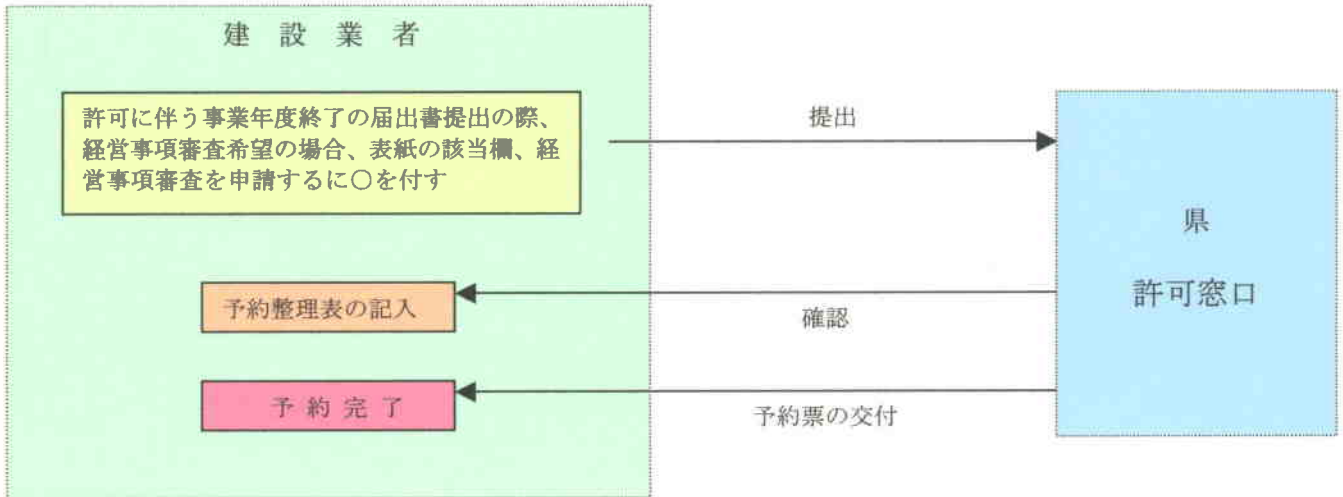 建設業者
許可に伴う事業年度終了の届出書提出の際、
経営事項審査希望の場合、表紙の該当欄、経
営事項審査を申請するに○を付す
提出
県
許可窓口
予約整理表の記入
確認
予約完了
予約票の交付